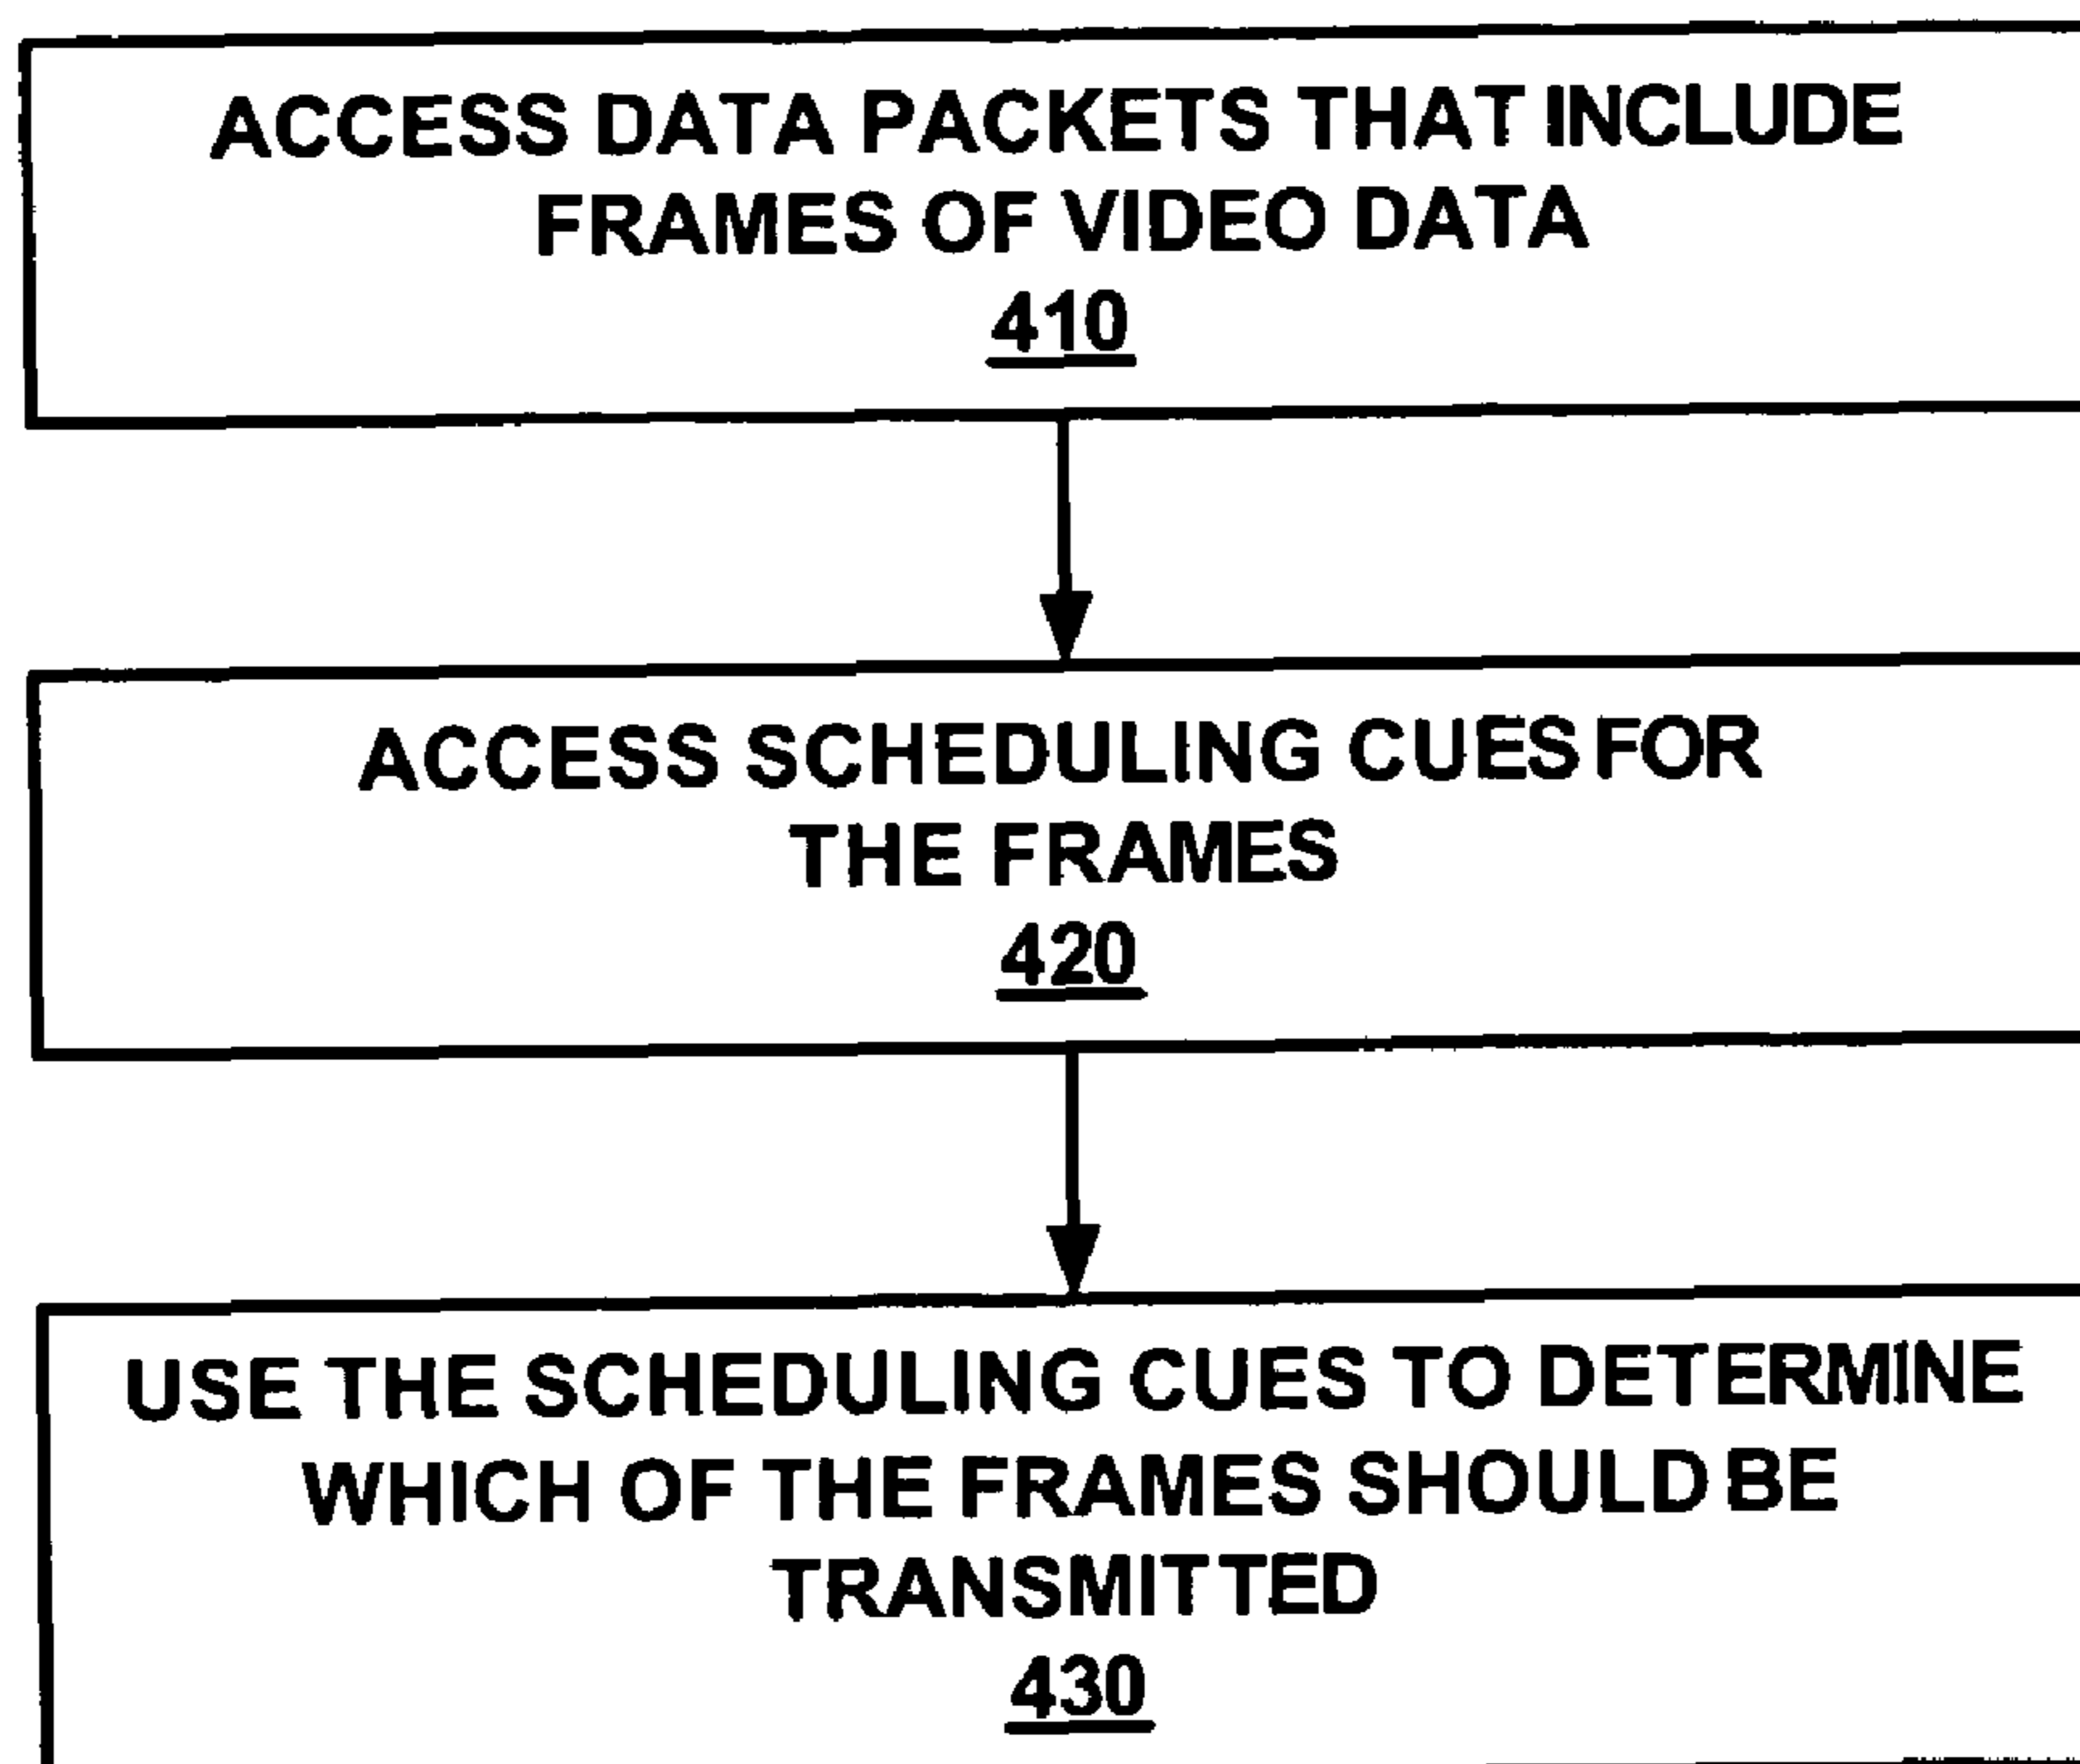 ACCESS DATA PACKETS THAT INCLUDE
FRAMES OF VIDEO DATA
410
ACCESS SCHEDULING CUES FOR
THE FRAMES
420
USE THE SCHEDULING CUES TO DETERMINE
WHICH OF THE FRAMES SHOULD BE
TRANSMITTED
430